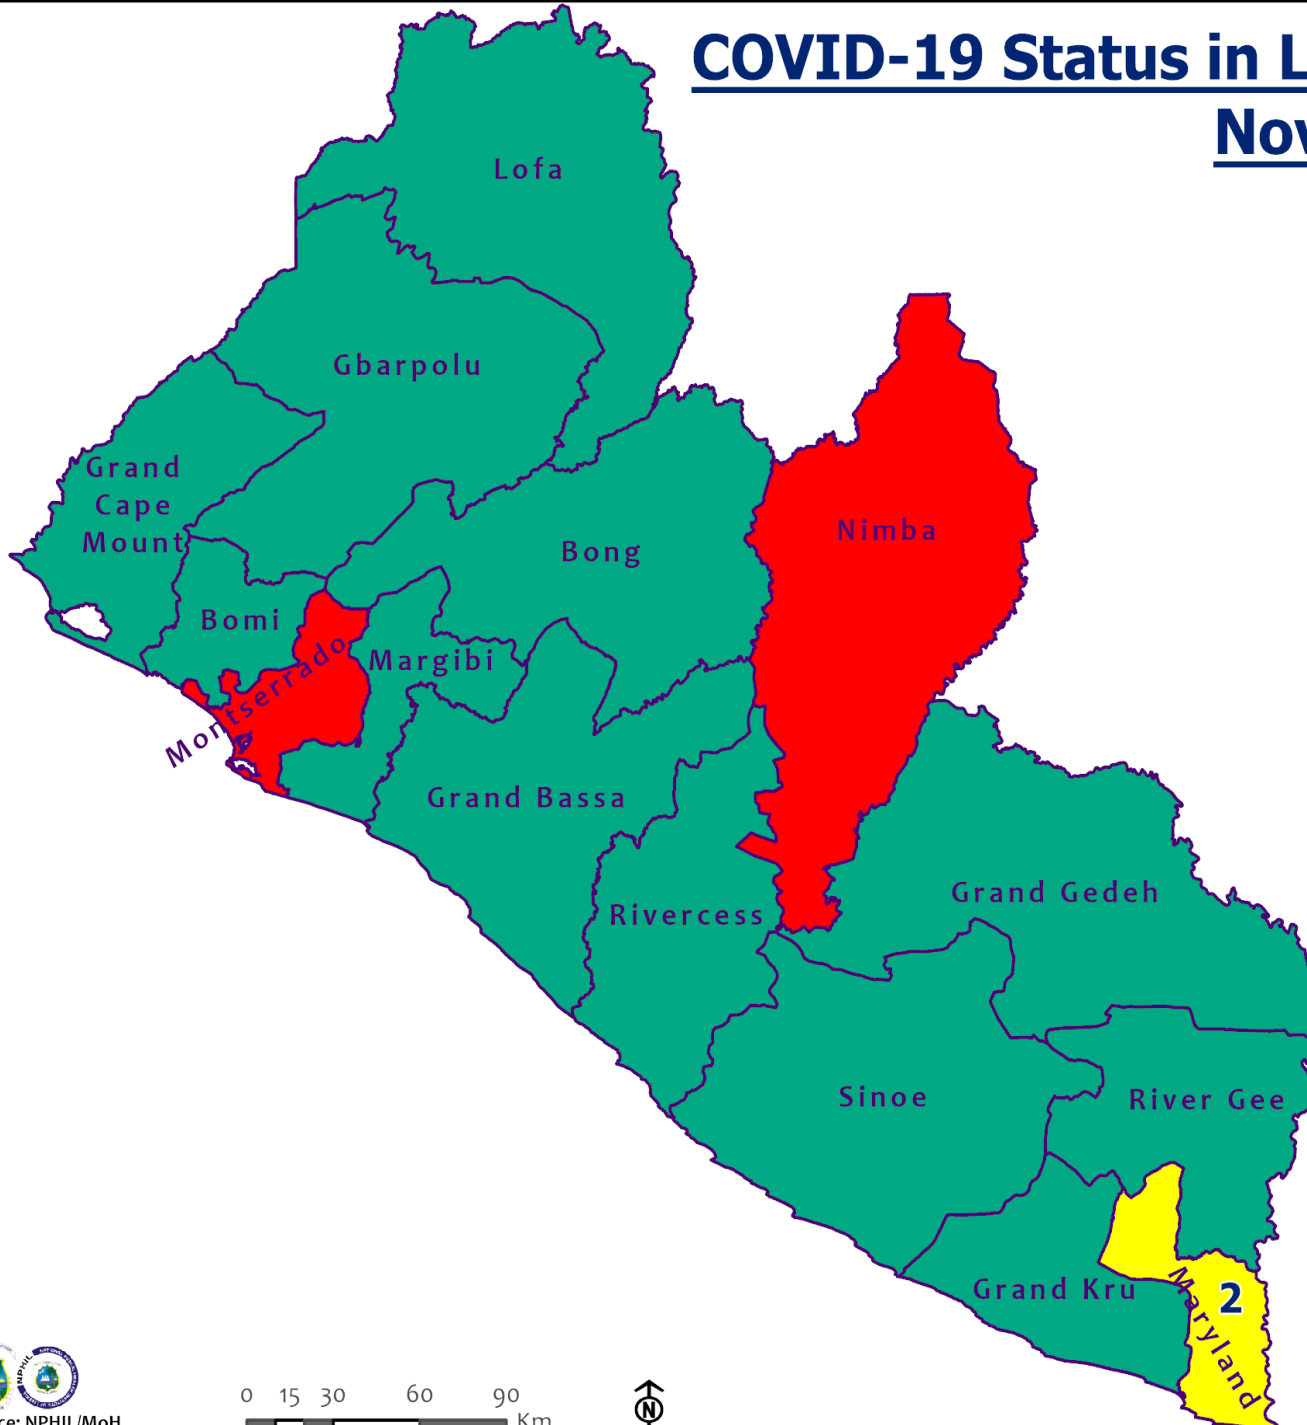 COVID-19 Status in L
Nov
Lofa
Gbarpolu
Grand
Cape
Mount
Nimba
Bong
Bomi
Montserrado
Margibi
Grand Bassa
Grand Gedeh
Rivercess
Sinoe
River Gee
Grand Kru
Maryland
2
NPHIL
0 15 30 60 90
Km
N
ce: NPHIL/MoH